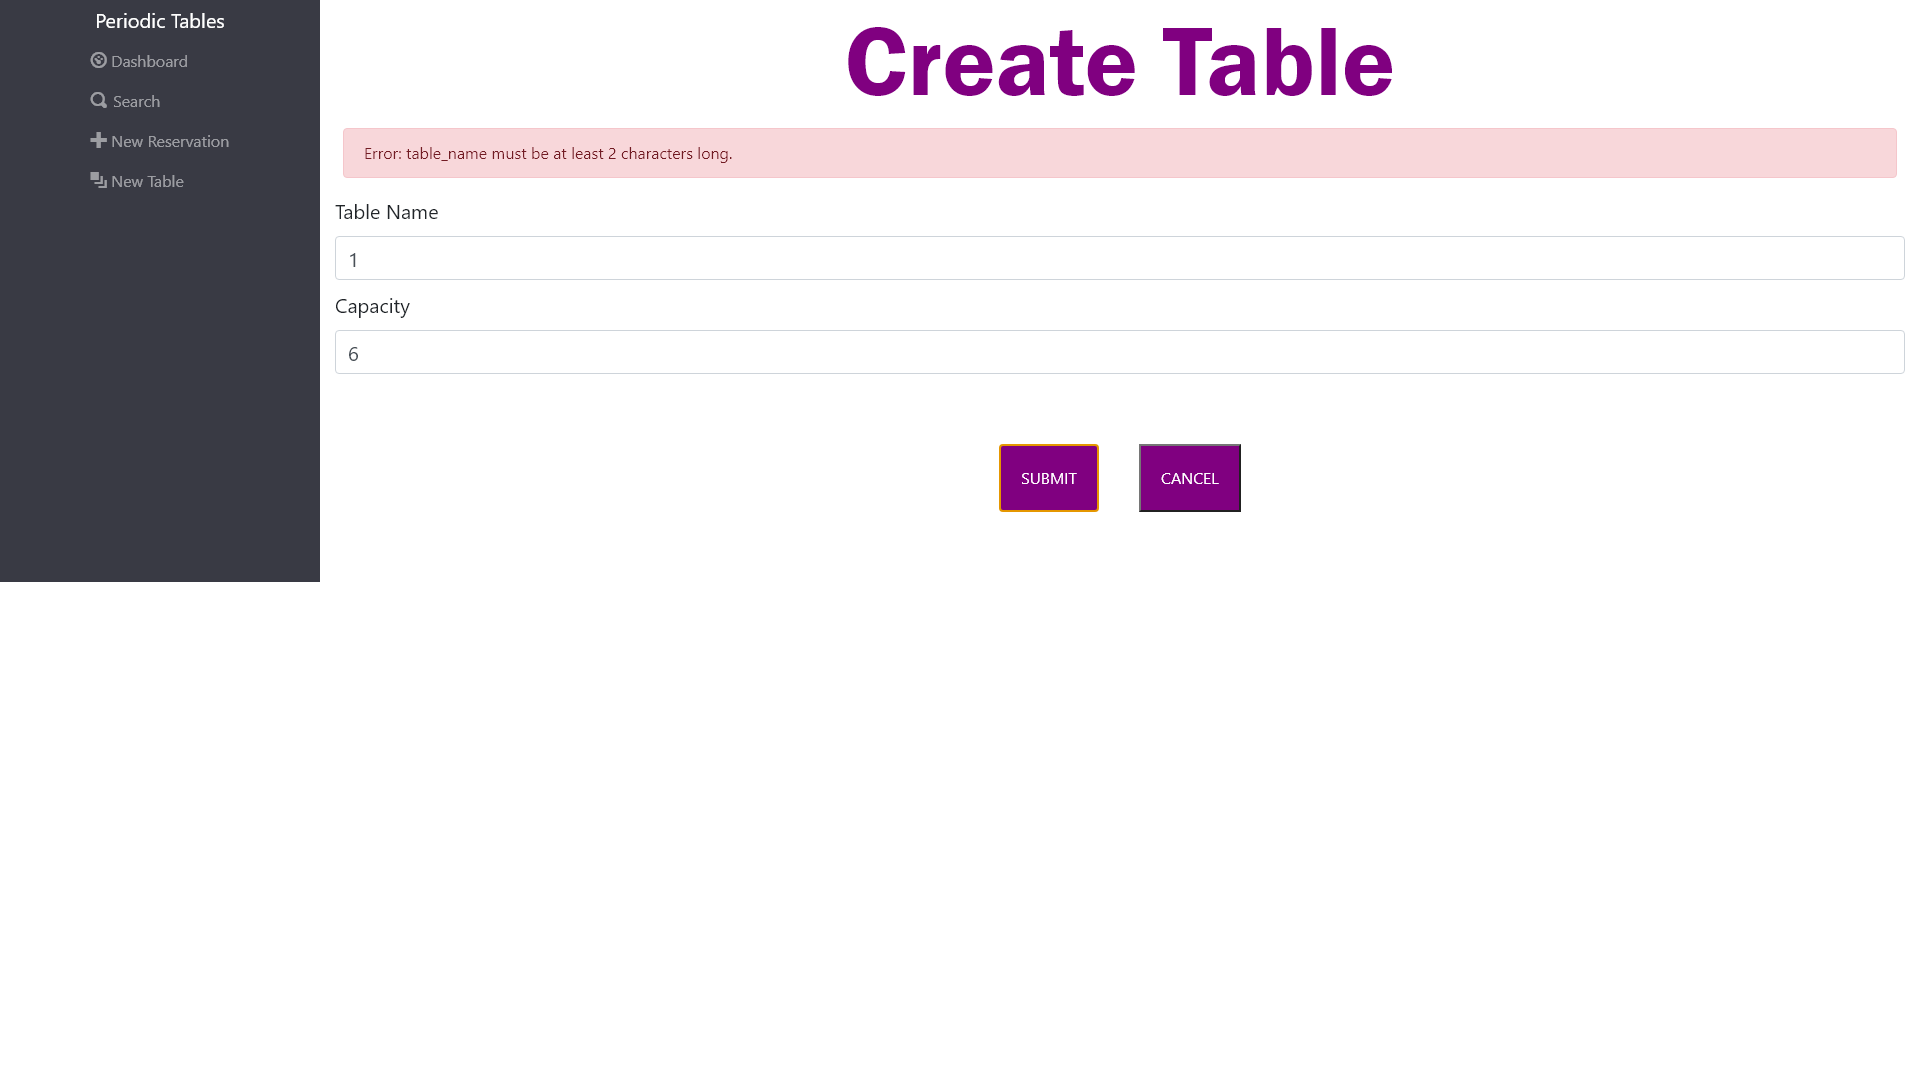 Periodic Tables
Dashboard
Search
New Reservation
New Table
Create Table
Error: table_name must be at least 2 characters long.
Table Name
1
Capacity
6
SUBMIT
CANCEL